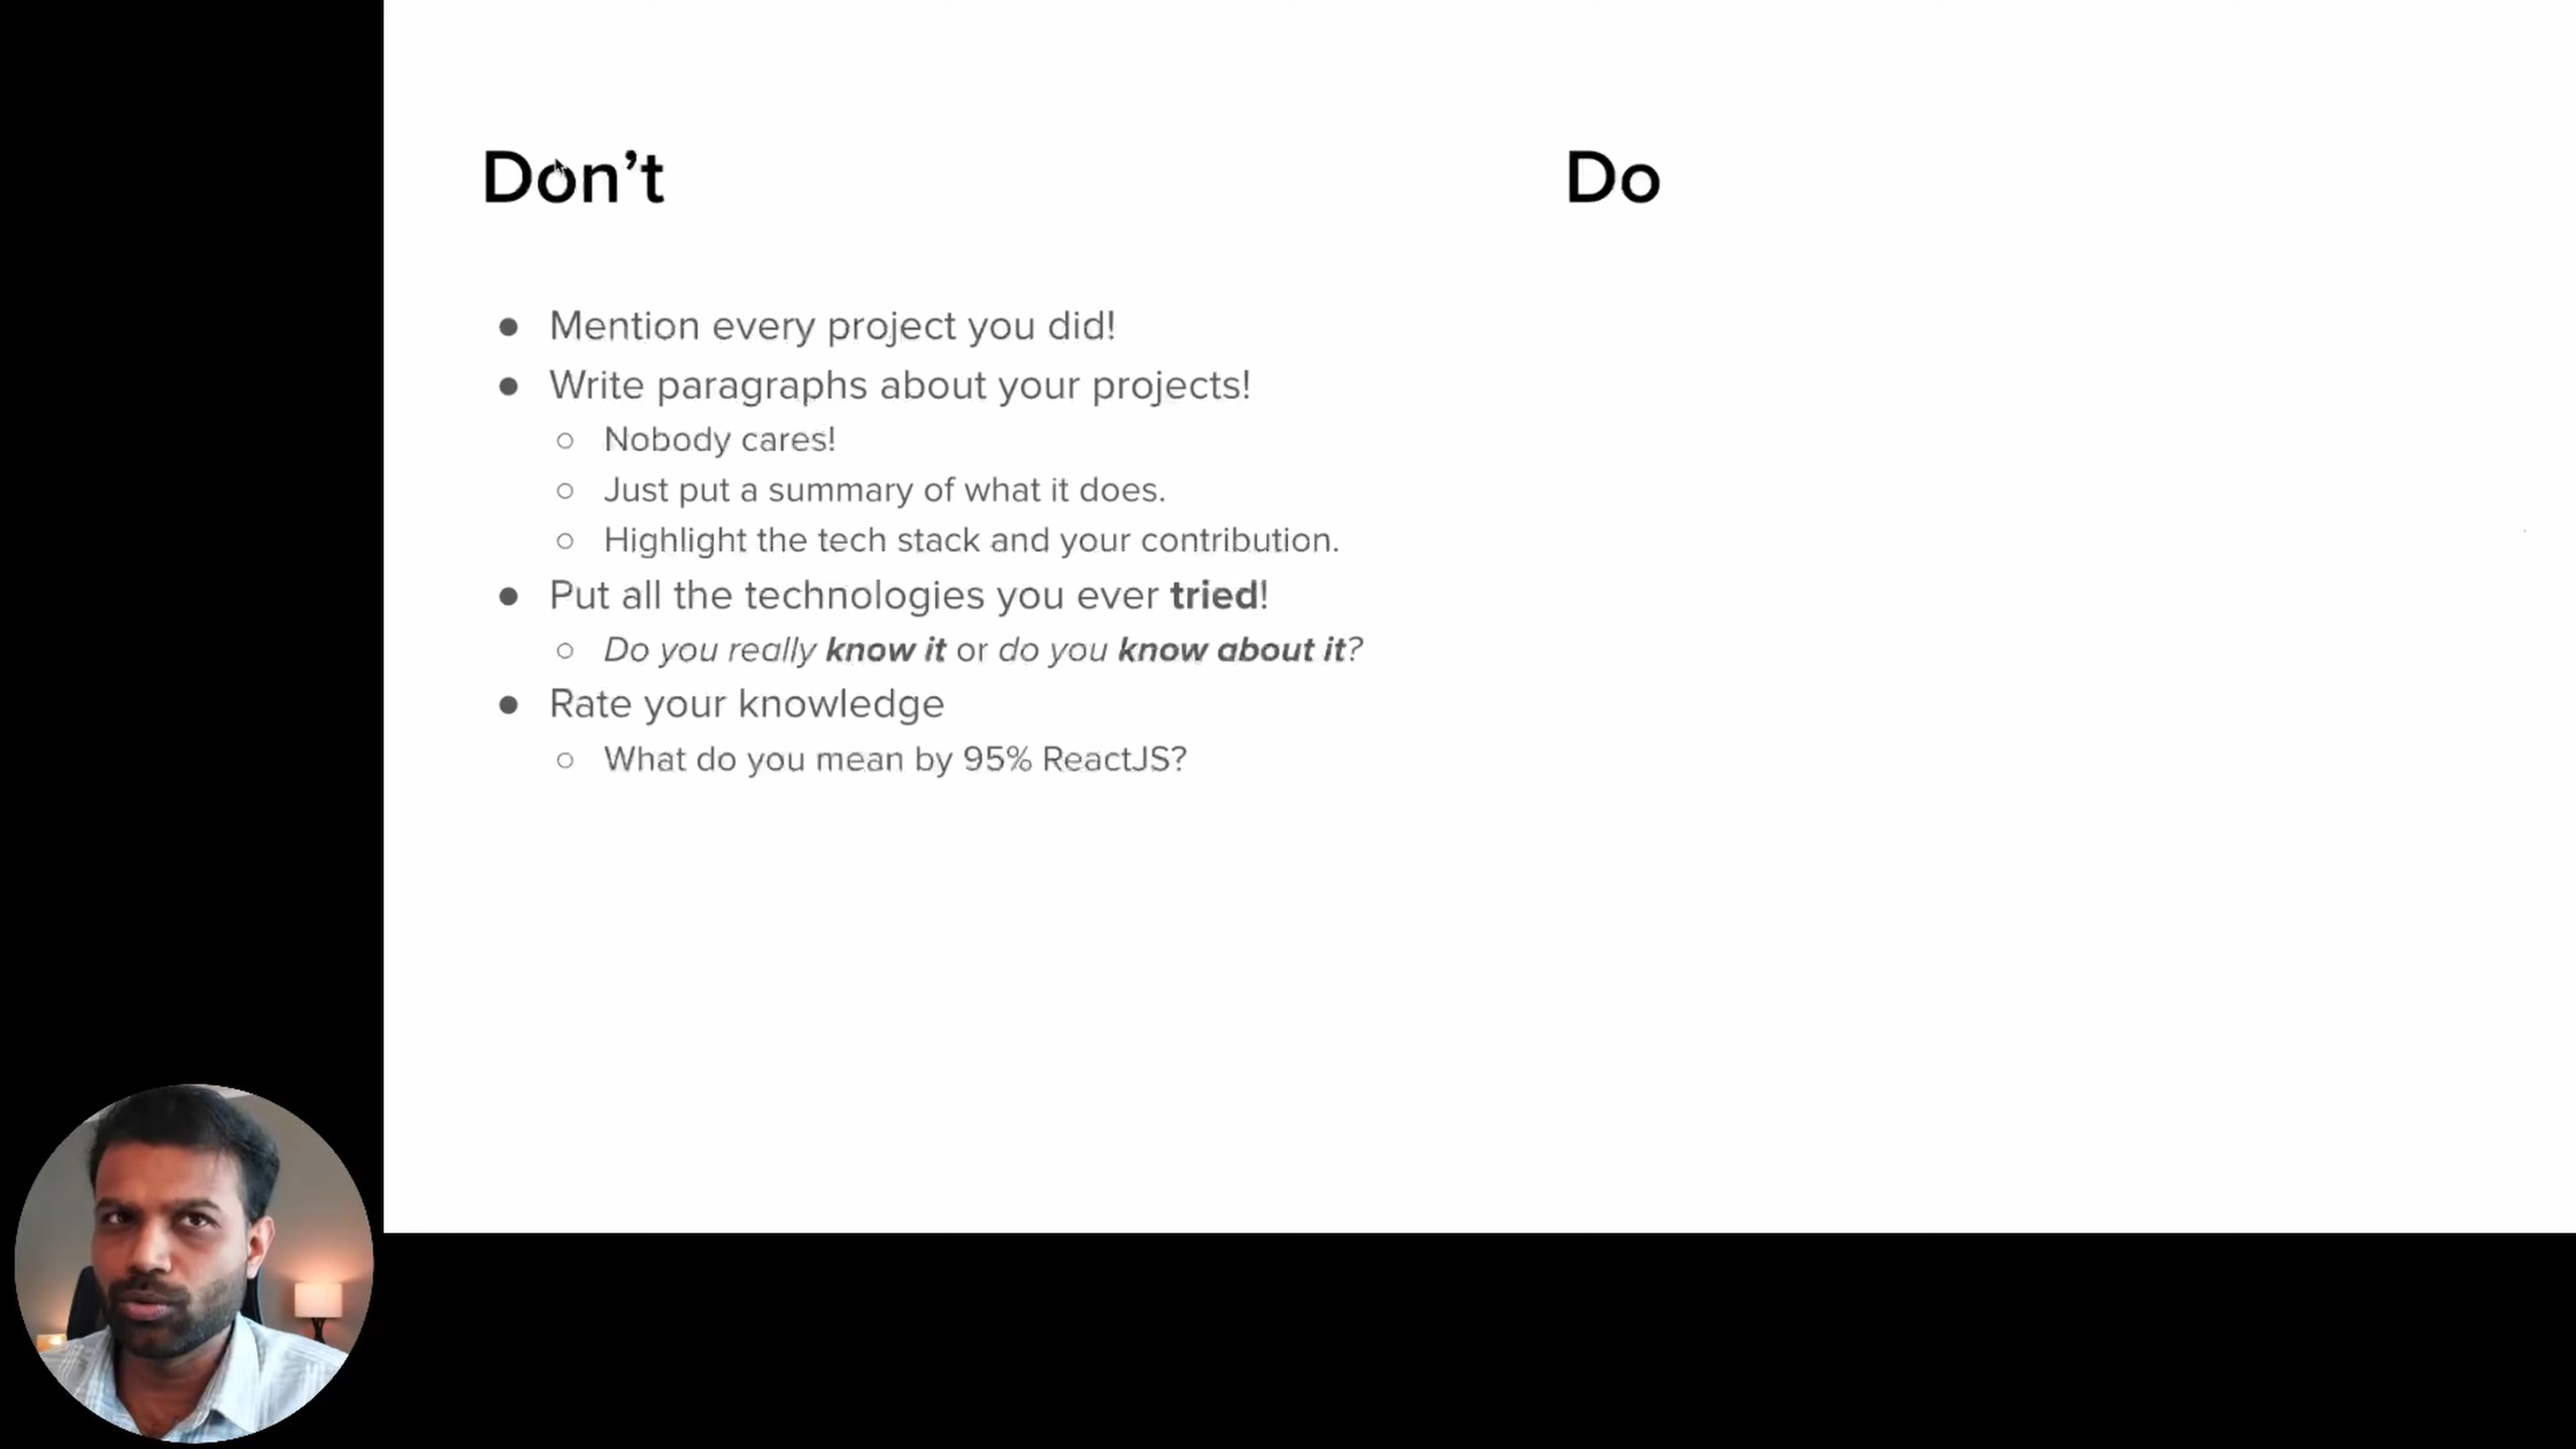 Don’t
Mention every project you did!
Write paragraphs about your projects!
Nobody cares!
Just put a summary of what it does.
Highlight the tech stack and your contribution.
Put all the technologies you ever tried!
Do you really know it or do you know about it?
Rate your knowledge
What do you mean by 95% ReactJS?
Do